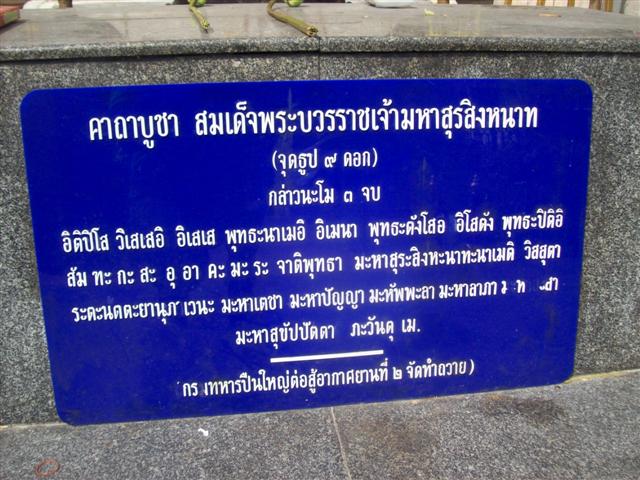 คาถาบูชา สมเด็จพระบวรราชเจ้ามหาสุรสิงหนาท
(จุดธูป ๙ ดอก)
กล่าวนะโม ๓ จบ
อิติปิโส วิเสเสอิ อิเสเส พุทธะนาเมอิ อิเมนา พุทธะตังโสอ อิโสตัง พุทธะปิติอิ
สัม ทะ กะ สะ อุ อา คะ มะ ระ จาติพุทธา มะหาสุระสิงหะนาทะนาเมติ วิสสุตา
ระตะนตตะยานุภ เวนะ มะหาเตชา มะหาปัญญา มะหัพพะลา มะหาลาภา
มะหาสุขัปปัตตา ภะวันตุ เม.
(กร งทหารปืนใหญ่ต่อสู้อากาศยานที่ ๒ จัดทำถวาย)